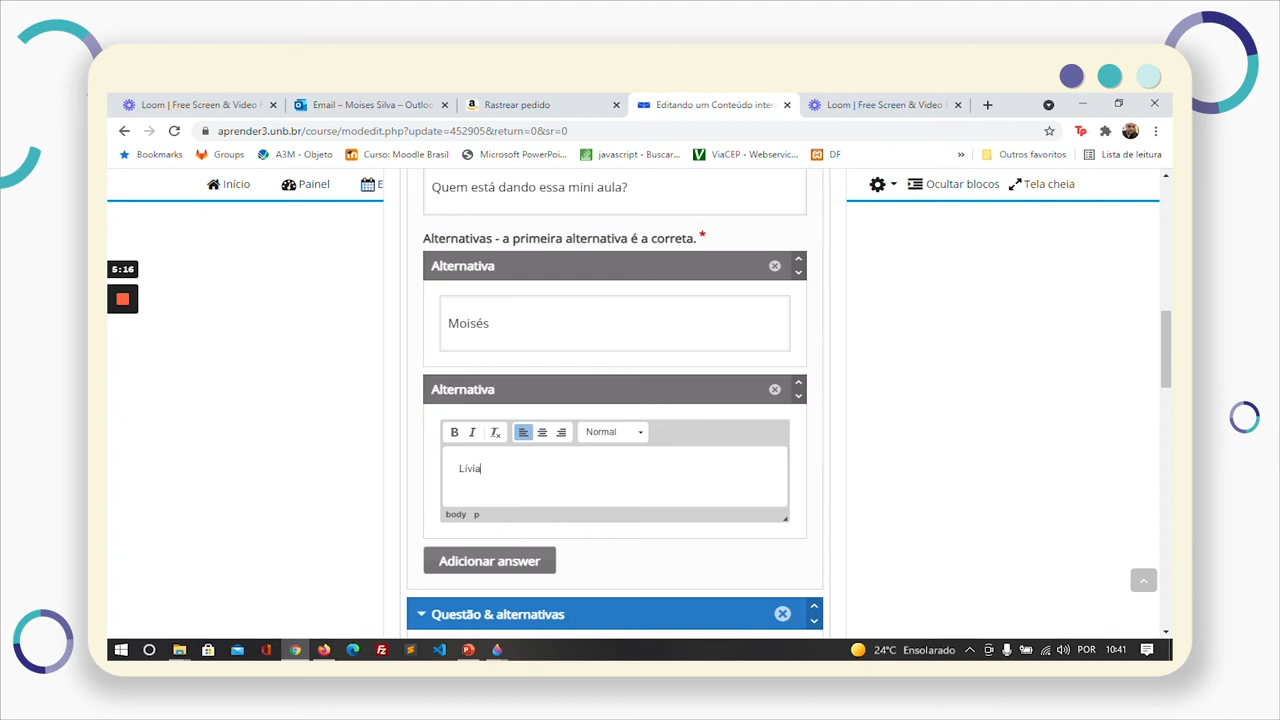 Loom | Free Screen & Video F
Email – Moises Silva – Outloo
Rastrear pedido
Editando um Conteúdo inter
Loom | Free Screen & Video F
aprender3.unb.br/course/modedit.php?update=452905&return=0&sr=0
Bookmarks
Groups
A3M - Objeto
Curso: Moodle Brasil
Microsoft PowerPoi...
javascript - Buscar...
ViaCEP - Webservic...
DF
»
Outros favoritos
Lista de leitura
Início
Painel
E
Ocultar blocos
Tela cheia
Quem está dando essa mini aula?
Alternativas - a primeira alternativa é a correta. *
5:16
Alternativa
Moisés
Alternativa
B I Tx Normal
Lívia
body p
Adicionar answer
Questão & alternativas
24°C Ensolarado
POR
10:41